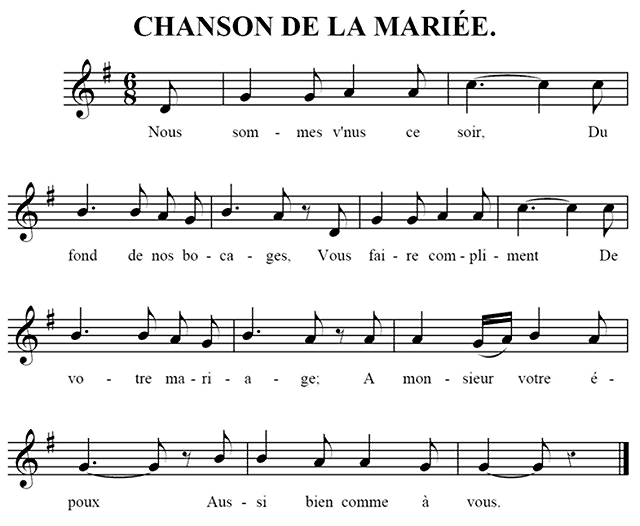 CHANSON DE LA MARIÉE.
6
8
Nous som - mes v'nus ce soir, Du
fond de nos bo - ca - ges, Vous fai - re com - pli - ment De
vo - tre ma - ri - a - ge; A mon - sieur votre é -
poux Aus - si bien comme à vous.